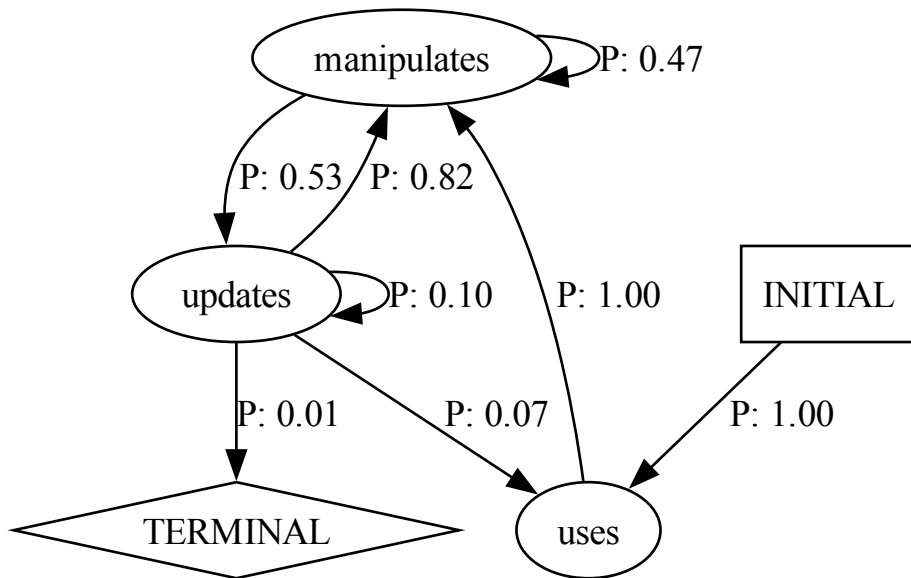 manipulates
P: 0.47
P: 0.53
P: 0.82
updates
P: 0.10
P: 1.00
INITIAL
P: 0.01
P: 0.07
P: 1.00
TERMINAL
uses